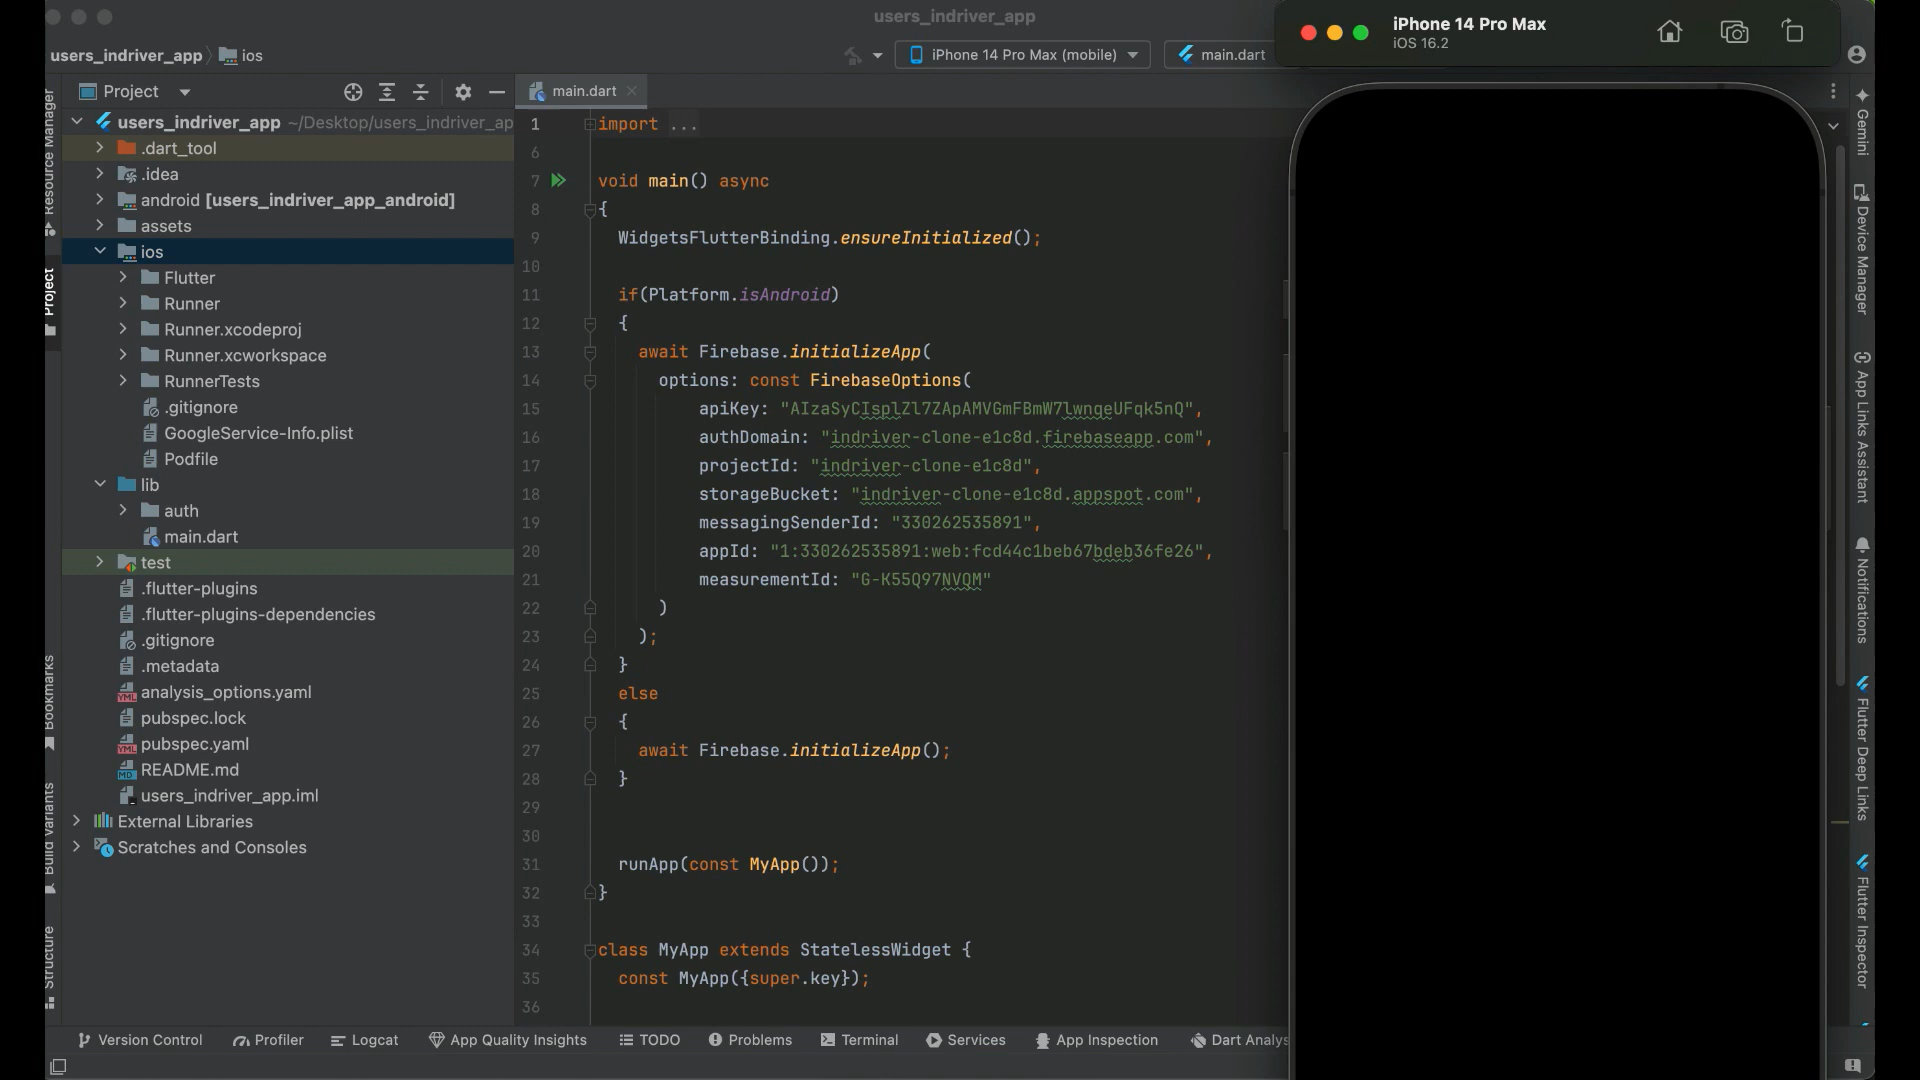 users_indriver_app
iPhone 14 Pro Max
iOS 16.2
users_indriver_app
ios
iPhone 14 Pro Max (mobile)
main.dart
Project
main.dart
users_indriver_app ~/Desktop/users_indriver_ap
.dart_tool
.idea
android [users_indriver_app_android]
assets
ios
Flutter
Runner
Runner.xcodeproj
Runner.xcworkspace
RunnerTests
.gitignore
GoogleService-Info.plist
Podfile
lib
auth
main.dart
test
.flutter-plugins
.flutter-plugins-dependencies
.gitignore
.metadata
analysis_options.yaml
pubspec.lock
pubspec.yaml
README.md
users_indriver_app.iml
External Libraries
Scratches and Consoles
1 import ...
6
7 void main() async
8 {
9 WidgetsFlutterBinding.ensureInitialized();
10
11 if(Platform.isAndroid)
12 {
13 await Firebase.initializeApp(
14 options: const FirebaseOptions(
15 apiKey: "AIzaSyCIsplZl7ZApAMVGmFBmW7lwnqeUFqk5nQ",
16 authDomain: "indriver-clone-e1c8d.firebaseapp.com",
17 projectId: "indriver-clone-e1c8d",
18 storageBucket: "indriver-clone-e1c8d.appspot.com",
19 messagingSenderId: "330262535891",
20 appId: "1:330262535891:web:fcd44c1beb67bdeb36fe26",
21 measurementId: "G-K55Q97NVQM"
22 )
23 );
24 }
25 else
26 {
27 await Firebase.initializeApp();
28 }
29
30
31 runApp(const MyApp());
32 }
33
34 class MyApp extends StatelessWidget {
35 const MyApp({super.key});
36
Resource Manager
Project
Bookmarks
Build Variants
Structure
Gemini
Device Manager
App Links Assistant
Notifications
Flutter Deep Links
Flutter Inspector
Version Control
Profiler
Logcat
App Quality Insights
TODO
Problems
Terminal
Services
App Inspection
Dart Analys